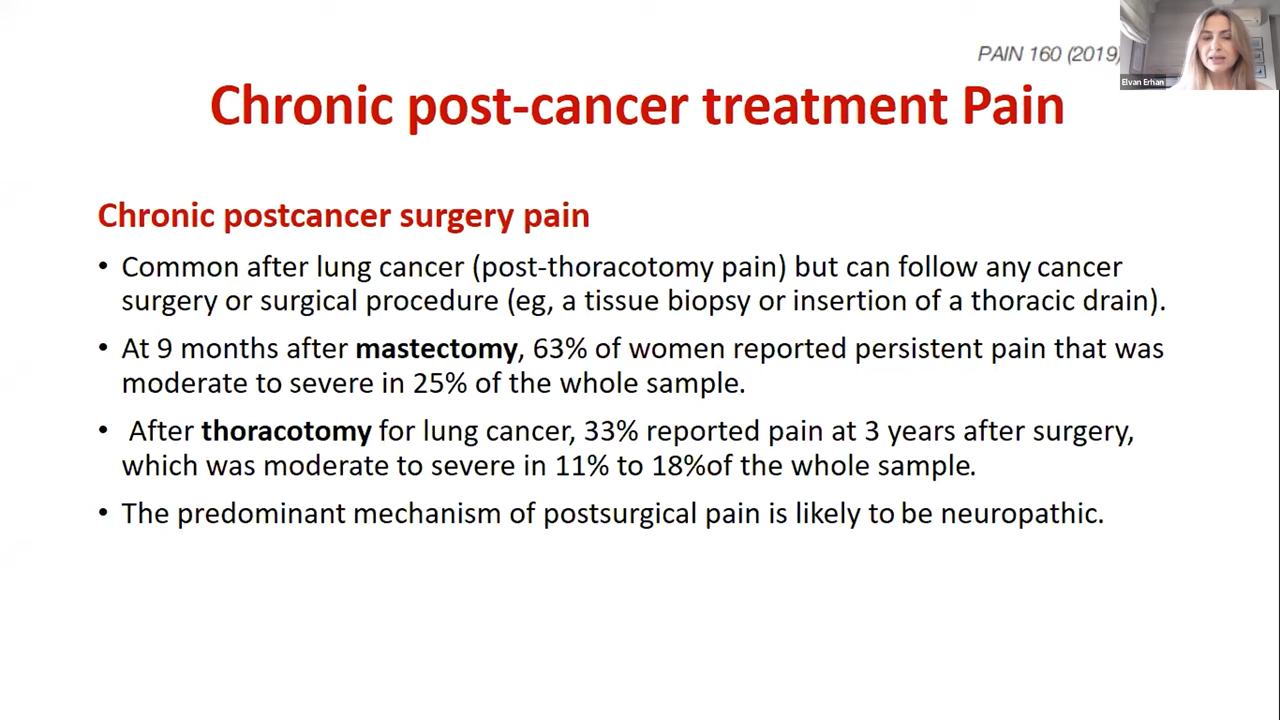 PAIN 160 (2019)
Elvan Erhan
Chronic post-cancer treatment Pain
Chronic postcancer surgery pain
• Common after lung cancer (post-thoracotomy pain) but can follow any cancer
surgery or surgical procedure (eg, a tissue biopsy or insertion of a thoracic drain).
• At 9 months after mastectomy, 63% of women reported persistent pain that was
moderate to severe in 25% of the whole sample.
• After thoracotomy for lung cancer, 33% reported pain at 3 years after surgery,
which was moderate to severe in 11% to 18%of the whole sample.
• The predominant mechanism of postsurgical pain is likely to be neuropathic.